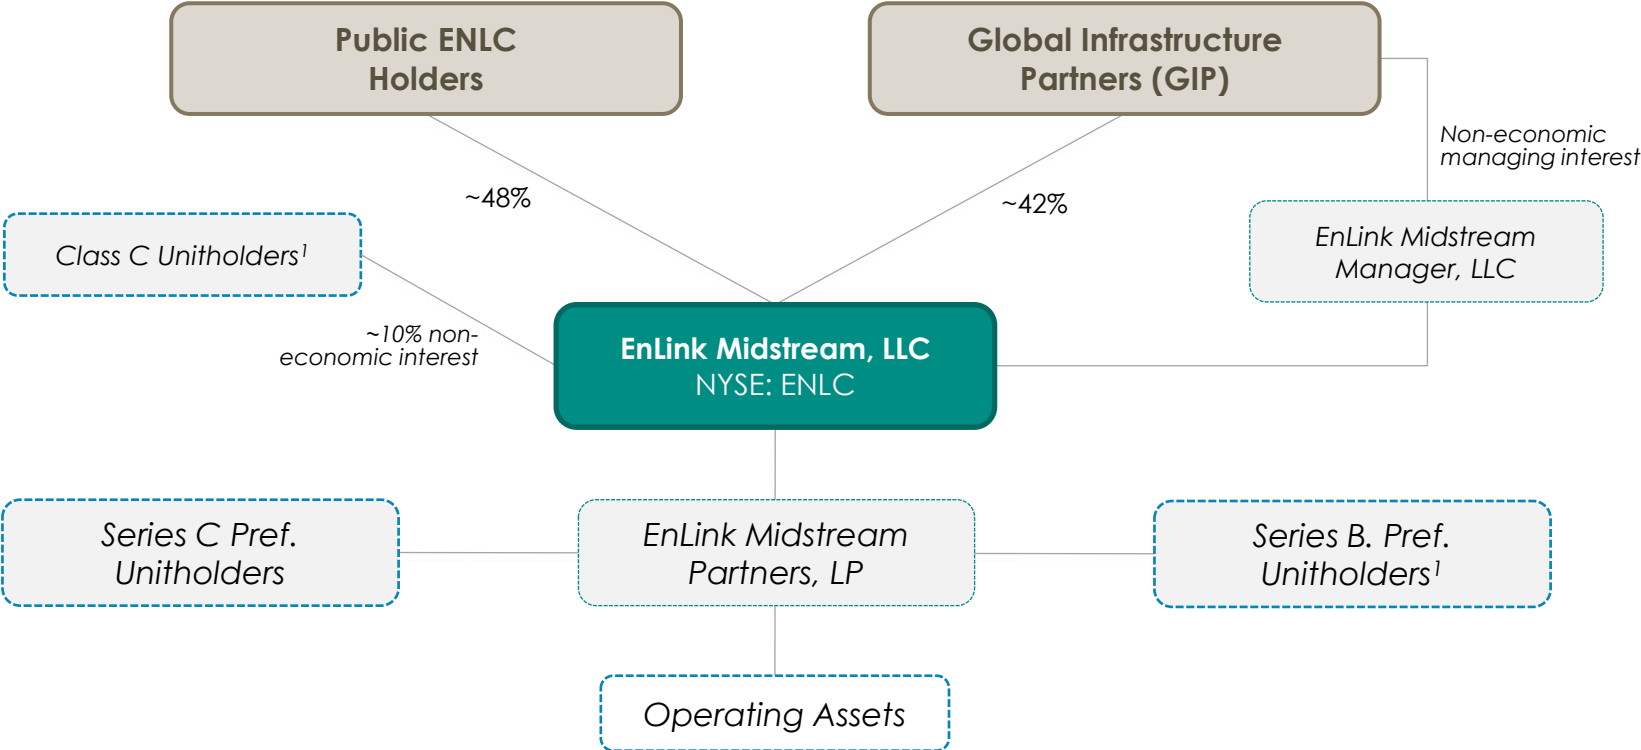 Public ENLC
Holders
Global Infrastructure
Partners (GIP)
Non-economic
managing interest
~48%
~42%
Class C Unitholders¹
EnLink Midstream
Manager, LLC
~10% non-
economic interest
EnLink Midstream, LLC
NYSE: ENLC
Series C Pref.
Unitholders
EnLink Midstream
Partners, LP
Series B. Pref.
Unitholders¹
Operating Assets